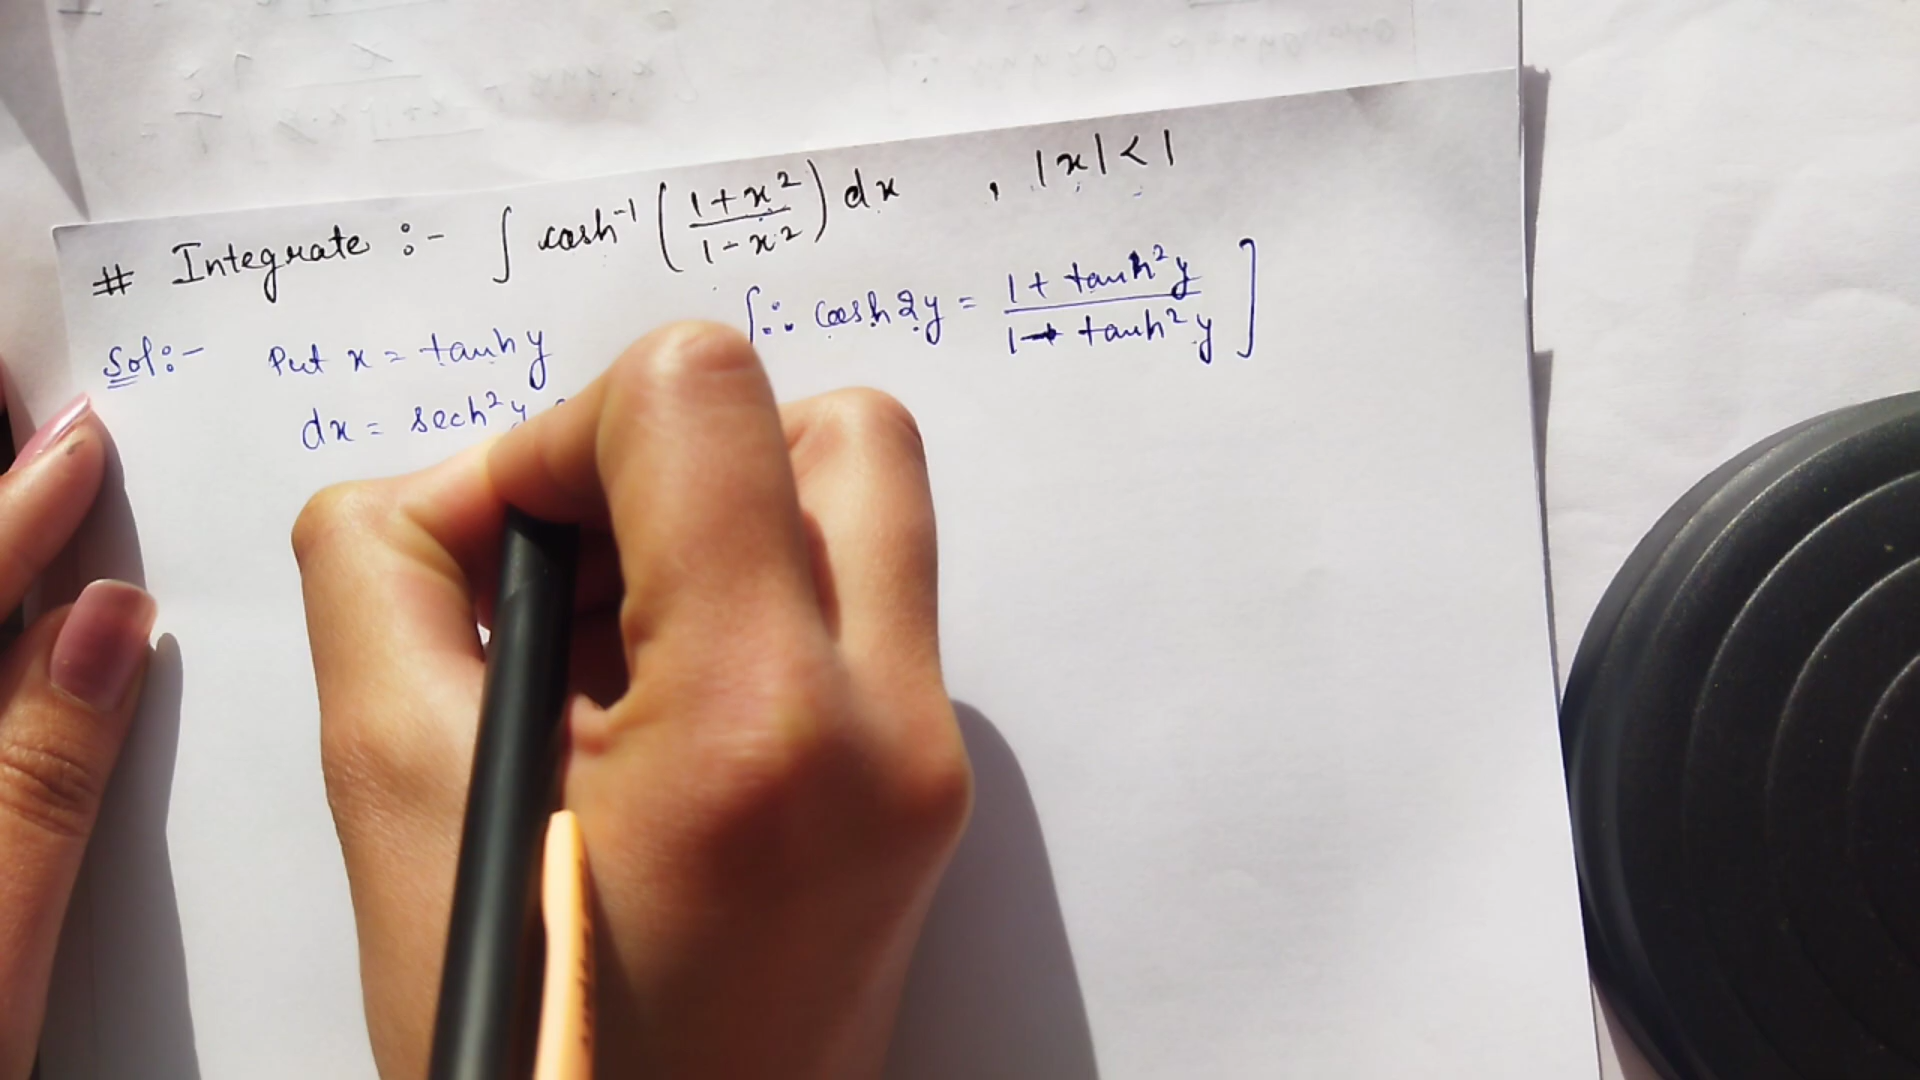 # Integrate :- ∫ cosh⁻¹ ( (1+x²)/(1-x²) ) dx , |x| < 1
Sol:- Put x = tanh y [∵ cosh 2y = (1 + tanh²y)/(1 - tanh²y) ]
dx = sech²y